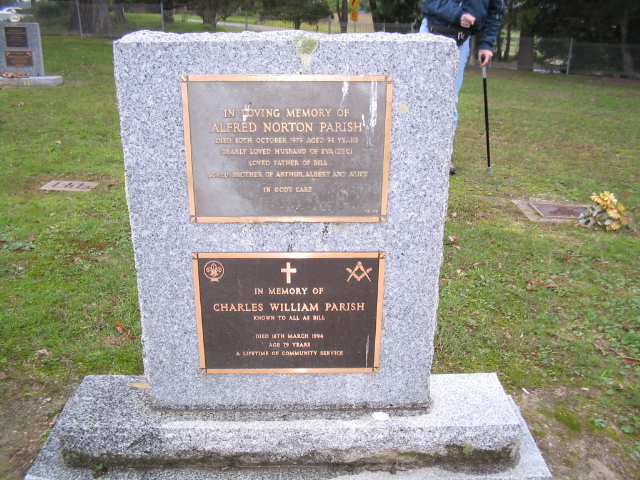 IN LOVING MEMORY OF
ALFRED NORTON PARISH
DIED 30TH OCTOBER 1979 AGED 98 YEARS
DEARLY LOVED HUSBAND OF EVA (DEC)
LOVED FATHER OF BILL
LOVED BROTHER OF ARTHUR, ALBERT AND ALICE
IN GOD'S CARE
IN MEMORY OF
CHARLES WILLIAM PARISH
KNOWN TO ALL AS BILL
DIED 18TH MARCH 1994
AGE 79 YEARS
A LIFETIME OF COMMUNITY SERVICE